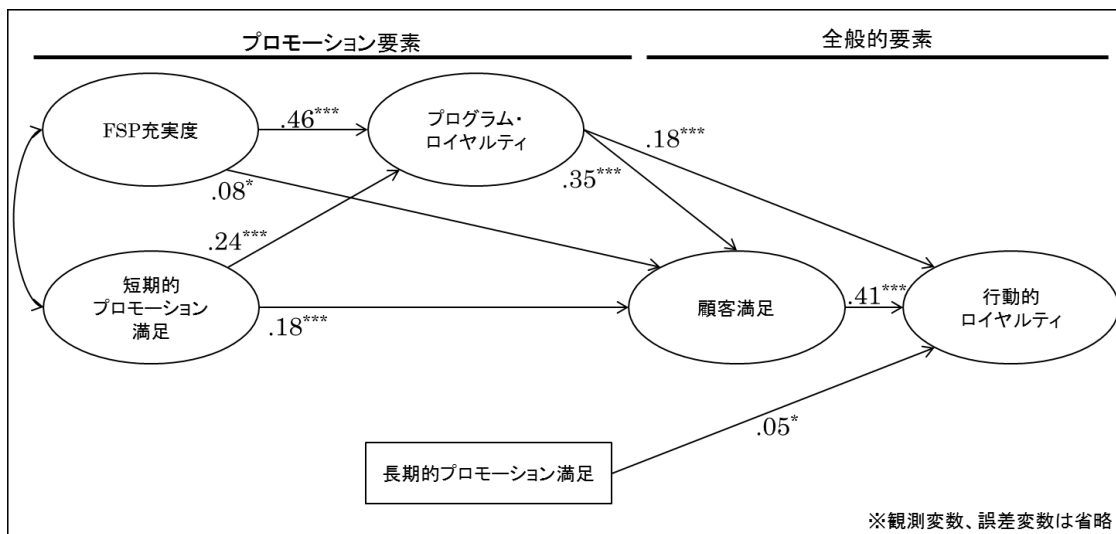 プロモーション要素
全般的要素
FSP充実度
.46***
プログラム・
ロイヤルティ
.18***
.35***
.08*
.24***
短期的
プロモーション
満足
.18***
顧客満足
.41***
行動的
ロイヤルティ
.05*
長期的プロモーション満足
※観測変数、誤差変数は省略